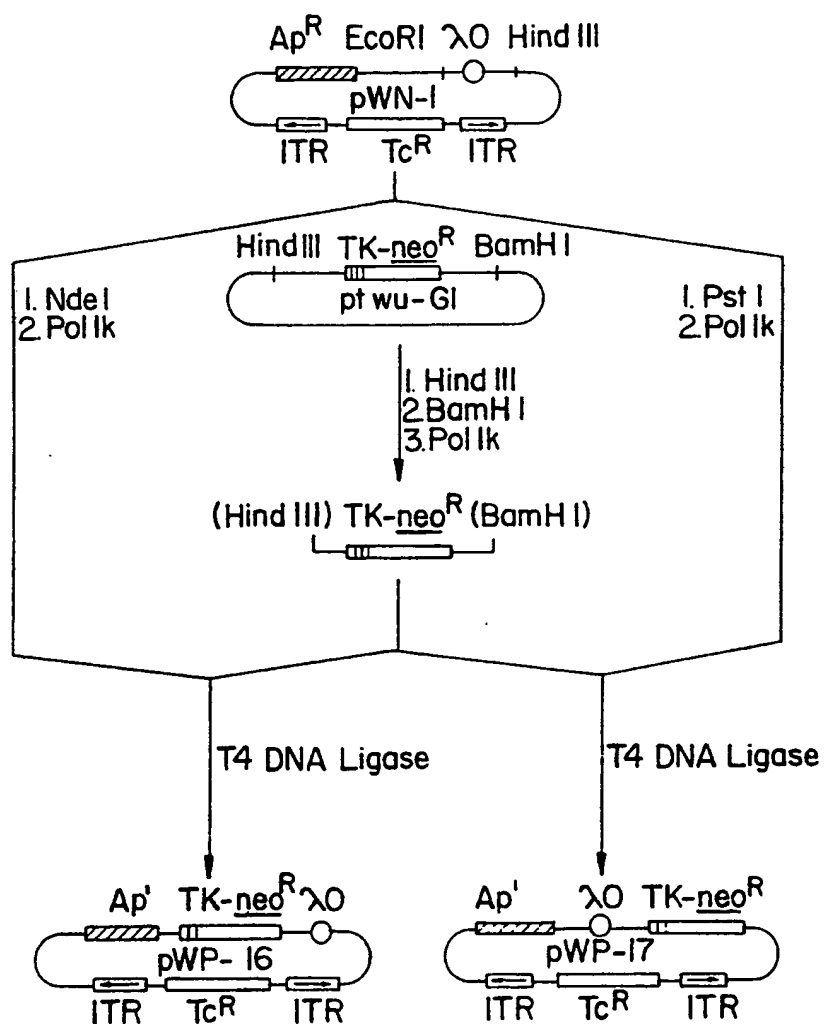 Ap^R EcoRI λO Hind III
pWN-1
ITR Tc^R ITR
Hind III TK-neo^R BamH I
pt wu-G1
1. Nde I
2. Pol Ik
1. Pst I
2. Pol Ik
1. Hind III
2. BamH I
3. Pol Ik
(Hind III) TK-neo^R (BamH I)
T4 DNA Ligase
T4 DNA Ligase
Ap' TK-neo^R λO
pWP-16
ITR Tc^R ITR
Ap' λO TK-neo^R
pWP-17
ITR Tc^R ITR